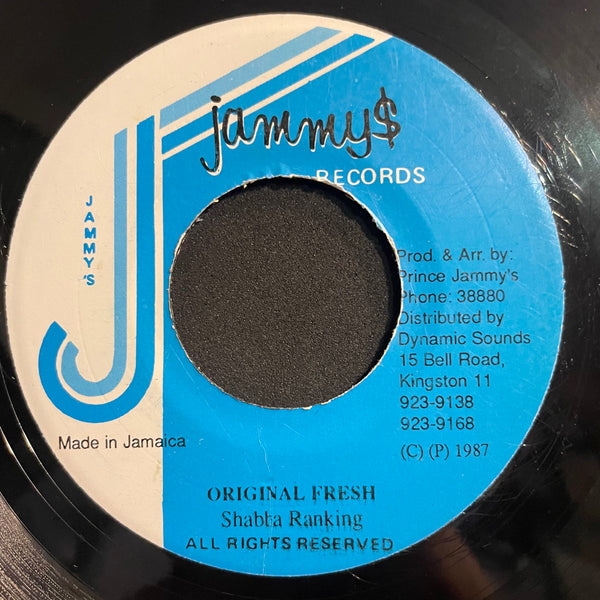 jammy$
RECORDS
JAMMY'S
Prod. & Arr. by:
Prince Jammy's
Phone: 38880
Distributed by
Dynamic Sounds
15 Bell Road,
Kingston 11
923-9138
923-9168
(C) (P) 1987
Made in Jamaica
ORIGINAL FRESH
Shabba Ranking
ALL RIGHTS RESERVED